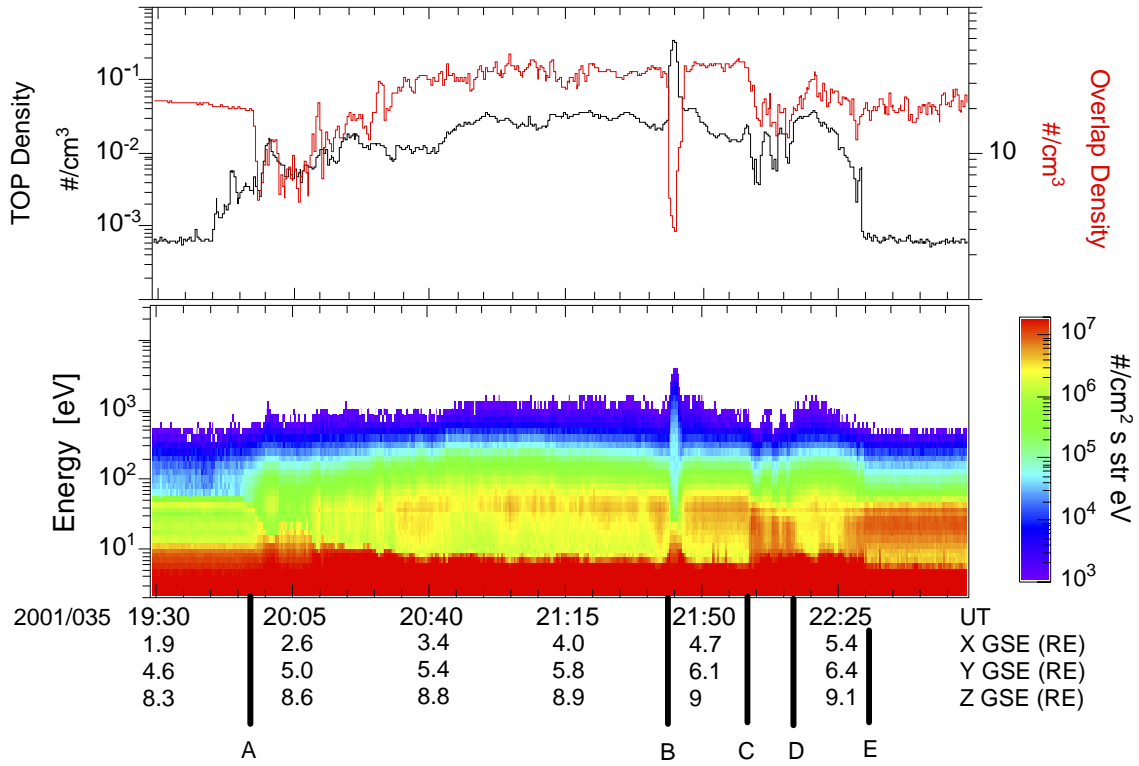 TOP Density
#/cm3
10-1
10-2
10-3
10
Overlap Density
#/cm3
Energy [eV]
103
102
101
107
106
105
104
103
#/cm2 s str eV
2001/035 19:30 20:05 20:40 21:15 21:50 22:25 UT
1.9 2.6 3.4 4.0 4.7 5.4 X GSE (RE)
4.6 5.0 5.4 5.8 6.1 6.4 Y GSE (RE)
8.3 8.6 8.8 8.9 9 9.1 Z GSE (RE)
A B C D E